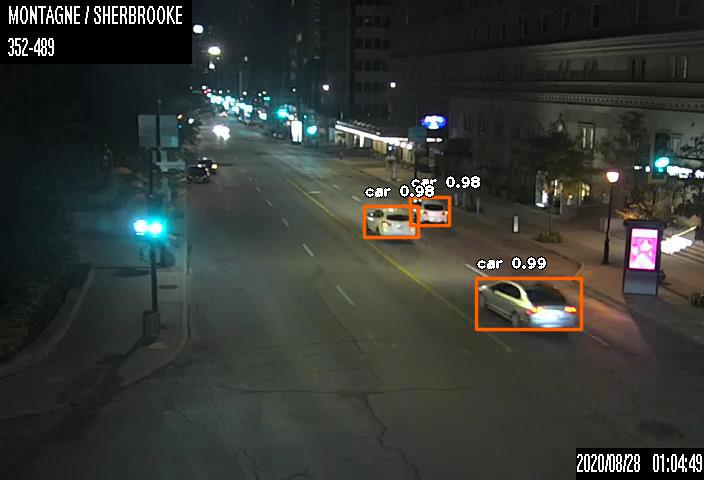 MONTAGNE / SHERBROOKE
352-489
car 0.98
car 0.98
car 0.99
2020/08/28 01:04:49